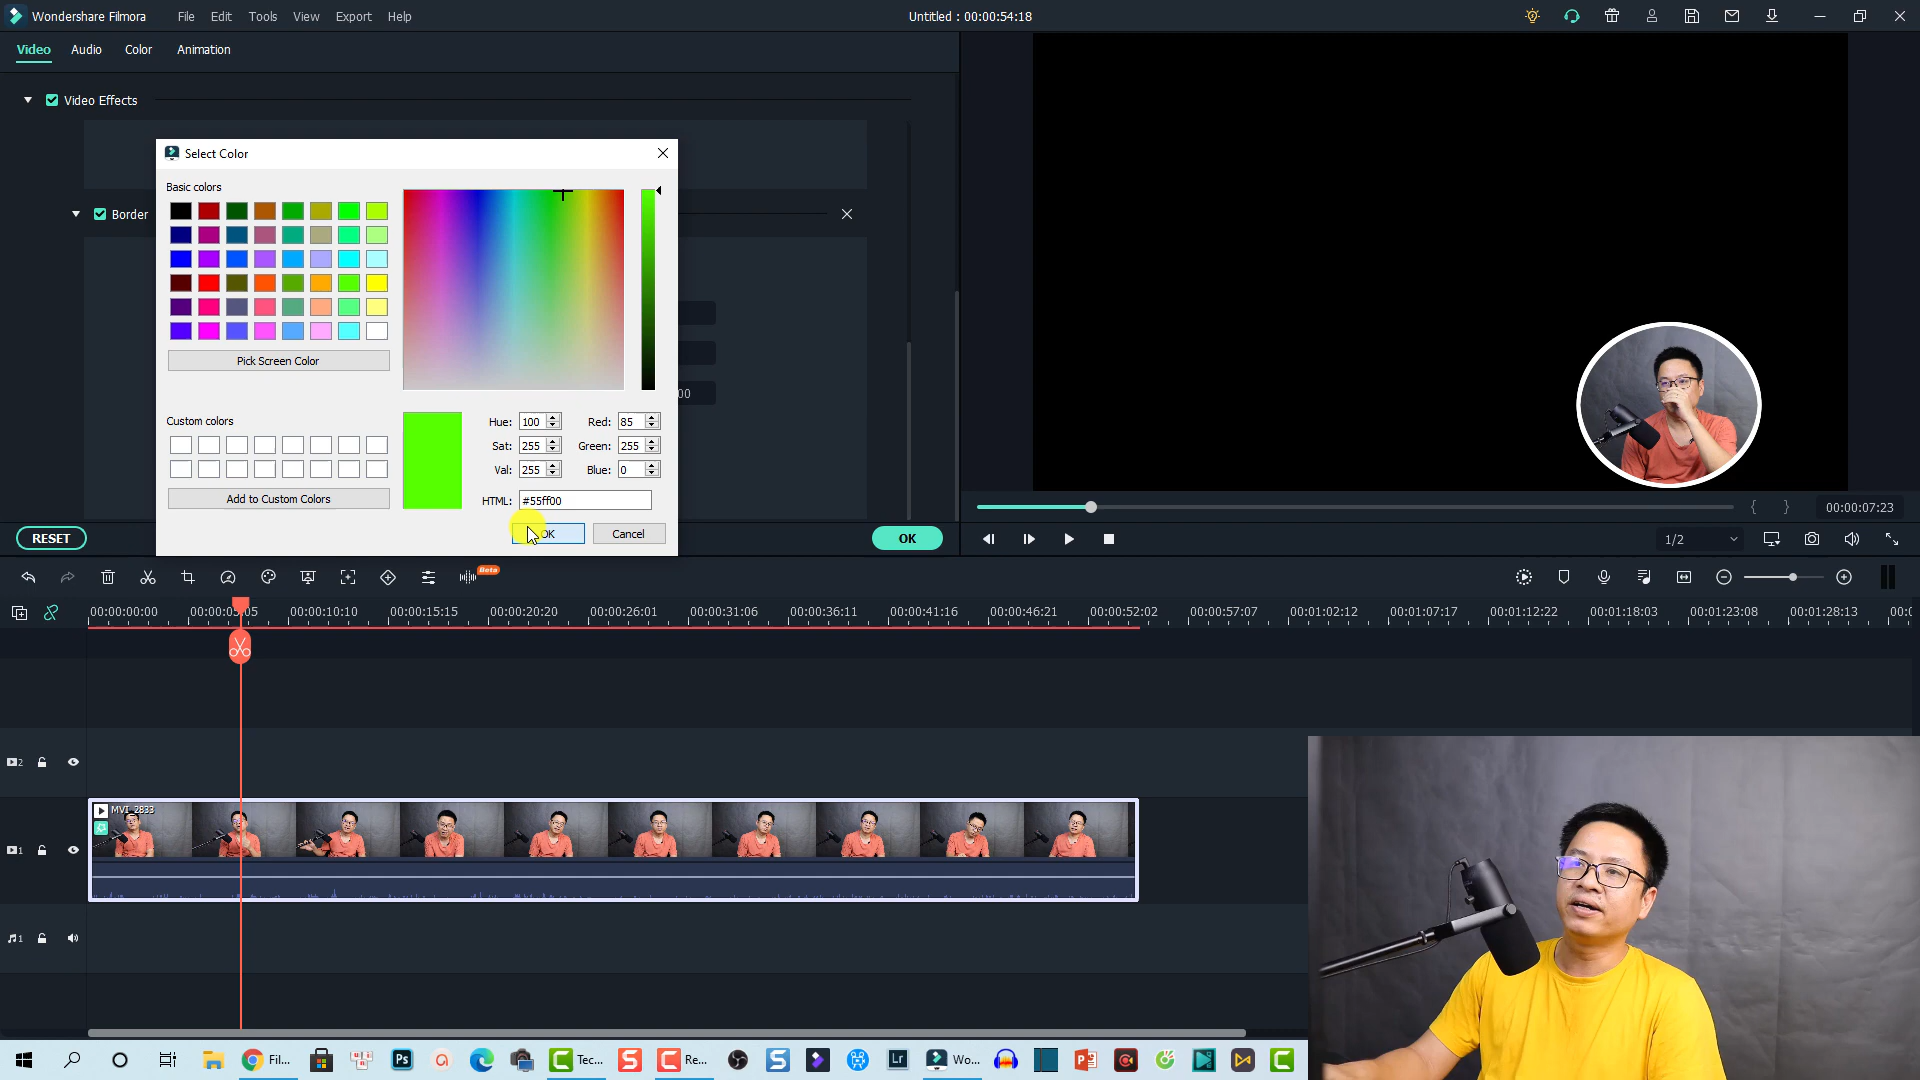 Wondershare Filmora File Edit Tools View Export Help Untitled : 00:00:54:18
Video Audio Color Animation
Video Effects
Select Color
Basic colors
Border
Pick Screen Color
00
Custom colors
Hue: 100 Red: 85
Sat: 255 Green: 255
Val: 255 Blue: 0
Add to Custom Colors
HTML: #55ff00
OK Cancel
RESET OK
00:00:07:23
1/2
Beta
00:00:00:00 00:00:05:05 00:00:10:10 00:00:15:15 00:00:20:20 00:00:26:01 00:00:31:06 00:00:36:11 00:00:41:16 00:00:46:21 00:00:52:02 00:00:57:07 00:01:02:12 00:01:07:17 00:01:12:22 00:01:18:03 00:01:23:08 00:01:28:13 00:0
2
MVI_2833
1
1
Fil... Ps Tec... S Re... S Lr Wo...